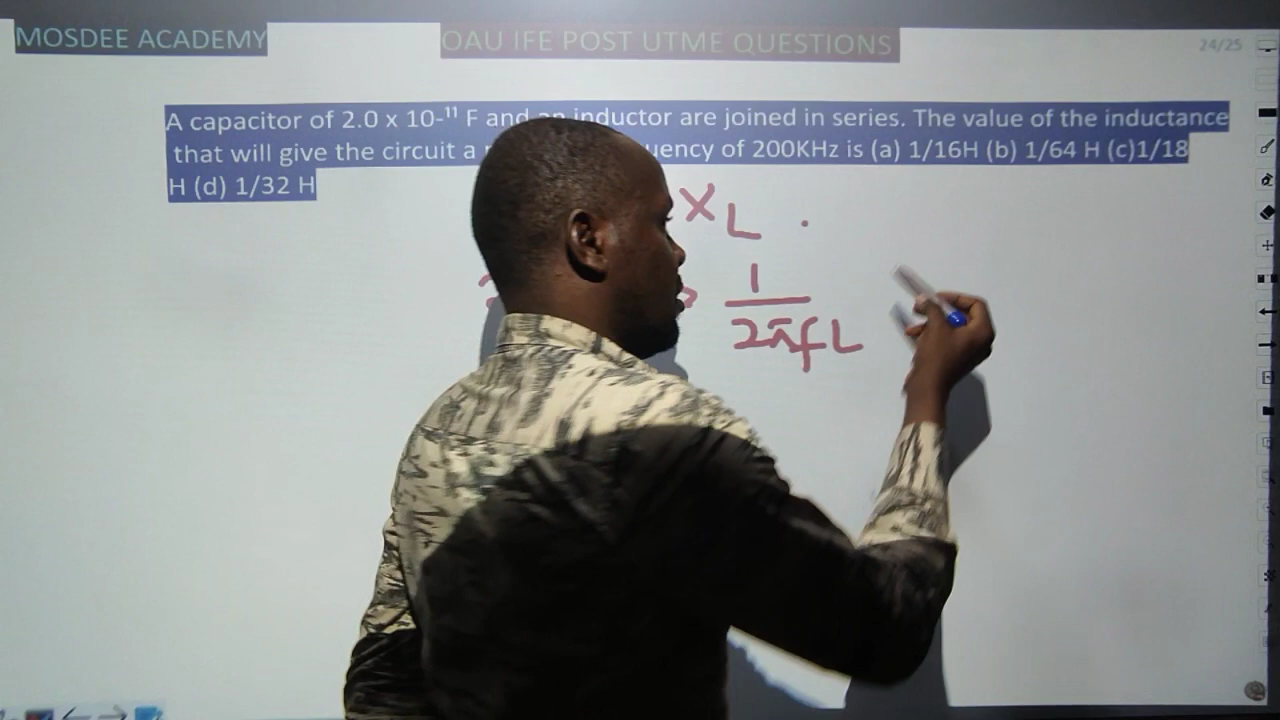 MOSDEE ACADEMY
OAU IFE POST UTME QUESTIONS
24/25
A capacitor of 2.0 x 10-¹¹ F and an inductor are joined in series. The value of the inductance
that will give the circuit a uency of 200KHz is (a) 1/16H (b) 1/64 H (c)1/18
H (d) 1/32 H
X L .
1
2πfL